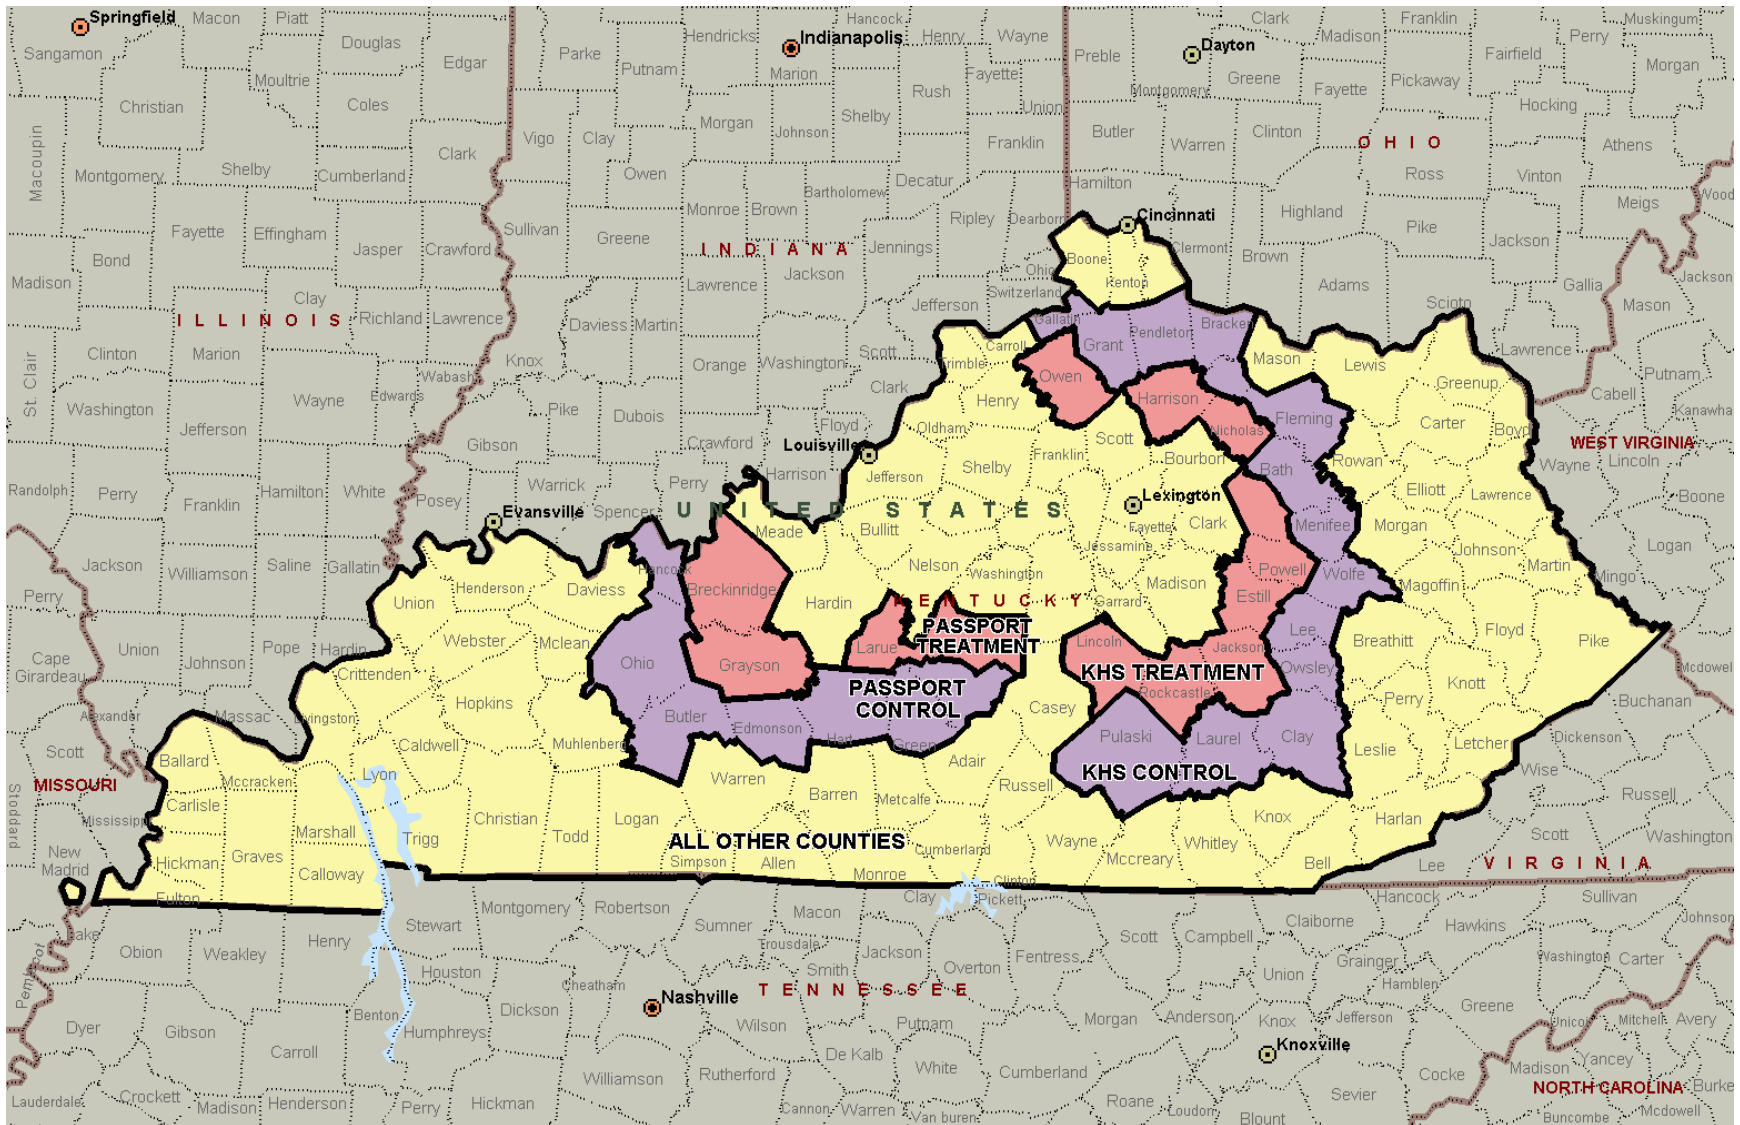 Springfield
Macon
Piatt
Hancock
Clark
Franklin
Muskingum
Sangamon
Douglas
Edgar
Parke
Hendricks
Indianapolis
Henry
Wayne
Preble
Dayton
Madison
Perry
Fairfield
Morgan
Moultrie
Putnam
Marion
Fayette
Greene
Pickaway
Christian
Coles
Rush
Montgomery
Fayette
Union
Hocking
Macoupin
Morgan
Shelby
Johnson
Vigo
Clay
Clark
Franklin
Butler
Warren
Clinton
OHIO
Athens
Montgomery
Shelby
Cumberland
Owen
Decatur
Hamilton
Ross
Vinton
Bartholomew
Wood
Monroe
Brown
Ripley
Dearborn
Cincinnati
Highland
Meigs
Fayette
Effingham
Sullivan
Greene
Pike
Jackson
Jasper
Crawford
INDIANA
Jennings
Clermont
Brown
Bond
Jackson
Ohio
Boone
Kenton
Adams
Gallia
Jackson
Madison
Lawrence
Switzerland
Clay
Jefferson
Scioto
Mason
ILLINOIS
Richland
Lawrence
Daviess
Martin
Gallatin
Pendleton
Bracken
Grant
Carroll
Scott
Lawrence
Clinton
Marion
Knox
Orange
Washington
Trimble
Mason
Lewis
St. Clair
Wabash
Owen
Clark
Putnam
Greenup
Wayne
Edwards
Henry
Harrison
Cabell
Washington
Pike
Dubois
Kanawha
Jefferson
Floyd
Oldham
Scott
Nicholas
Fleming
Carter
Boyd
Gibson
Crawford
Louisville
WEST VIRGINIA
Franklin
Bourbon
Rowan
Wayne
Lincoln
Harrison
Jefferson
Shelby
Bath
Randolph
Perry
Hamilton
White
Perry
Elliott
Lawrence
Boone
Franklin
Posey
Warrick
Lexington
Evansville
Spencer
UNITED STATES
Meade
Bullitt
Fayette
Clark
Menifee
Morgan
Logan
Jessamine
Johnson
Jackson
Williamson
Saline
Gallatin
Hancock
Nelson
Washington
Powell
Wolfe
Martin
Mingo
Madison
Magoffin
Perry
Union
Henderson
Daviess
Breckinridge
Hardin
KENTUCKY
Garrard
Estill
PASSPORT
TREATMENT
Lee
Floyd
Webster
Mclean
Lincoln
Jackson
Breathitt
Pike
Union
Johnson
Pope
Hardin
Larue
Cape
Girardeau
Ohio
Grayson
KHS TREATMENT
Owsley
Mcdowel
Crittenden
PASSPORT
CONTROL
Rockcastle
Knott
Perry
Buchanan
Hopkins
Casey
Alexander
Massac
Livingston
Butler
Edmonson
Hart
Green
Pulaski
Laurel
Clay
Letcher
Dickenson
Scott
Caldwell
Muhlenberg
Leslie
Ballard
Adair
KHS CONTROL
Wise
MISSOURI
Mccracken
Lyon
Warren
Russell
Russell
Stoddard
Carlisle
Barren
Metcalfe
Mississippi
Marshall
Trigg
Christian
Todd
Logan
Knox
Harlan
Scott
Washington
ALL OTHER COUNTIES
Wayne
Whitley
New
Madrid
Hickman
Graves
Simpson
Allen
Cumberland
Mccreary
Bell
Lee
VIRGINIA
Calloway
Monroe
Clinton
Fulton
Clay
Pickett
Hancock
Sullivan
Montgomery
Robertson
Macon
Stewart
Sumner
Claiborne
Hawkins
Johnson
Lake
Henry
Trousdale
Scott
Campbell
Obion
Weakley
Jackson
Fentress
Grainger
Washington
Carter
Pemiscot
Houston
Smith
Overton
Union
Hamblen
Cheatham
Nashville
TENNESSEE
Dickson
Greene
Benton
Wilson
Putnam
Morgan
Anderson
Knox
Jefferson
Unicoi
Mitchell
Avery
Dyer
Gibson
Humphreys
Knoxville
Carroll
De Kalb
White
Cumberland
Yancey
Madison
Williamson
Rutherford
Cocke
NORTH CAROLINA
Burke
Crockett
Sevier
Lauderdale
Madison
Henderson
Perry
Hickman
Cannon
Warren
Van buren
Roane
Loudon
Blount
Buncombe
Mcdowell